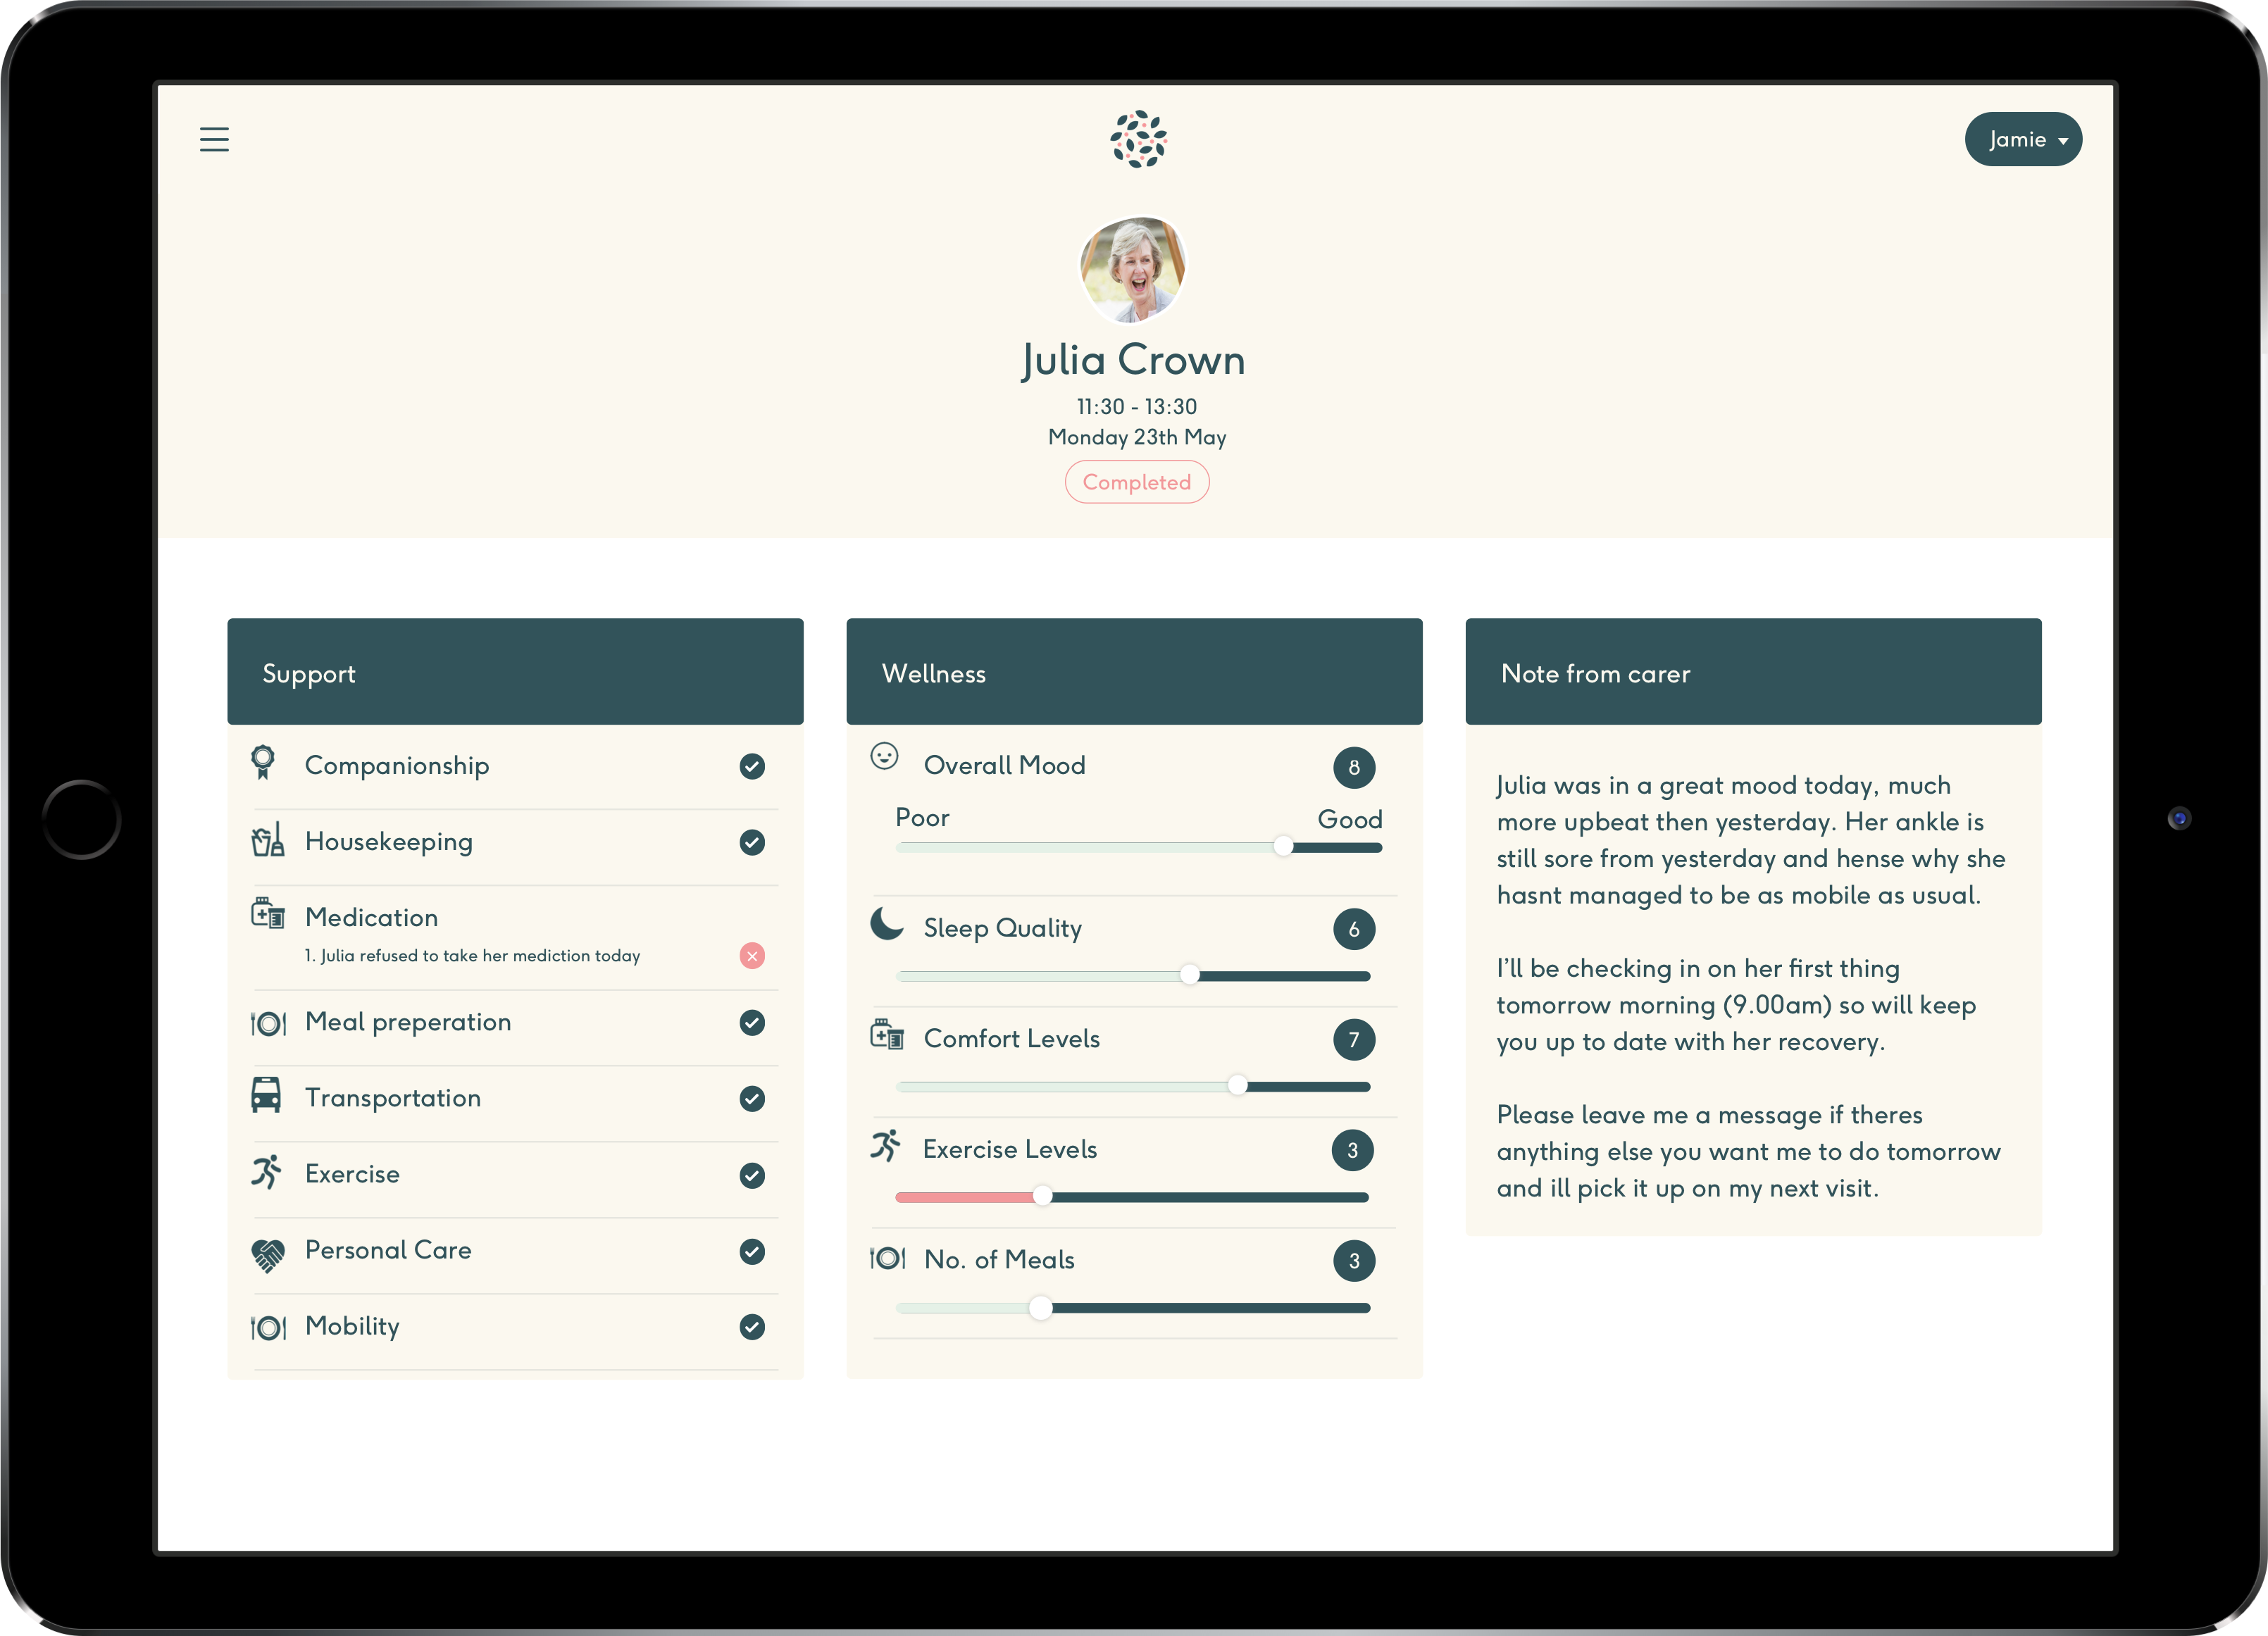 Jamie
Julia Crown
11:30 - 13:30
Monday 23th May
Completed
Support
Companionship
Housekeeping
Medication
1. Julia refused to take her mediction today
Meal preperation
Transportation
Exercise
Personal Care
Mobility
Wellness
Overall Mood
8
Poor
Good
Sleep Quality
6
Comfort Levels
7
Exercise Levels
3
No. of Meals
3
Note from carer
Julia was in a great mood today, much
more upbeat then yesterday. Her ankle is
still sore from yesterday and hense why she
hasnt managed to be as mobile as usual.
I’ll be checking in on her first thing
tomorrow morning (9.00am) so will keep
you up to date with her recovery.
Please leave me a message if theres
anything else you want me to do tomorrow
and ill pick it up on my next visit.